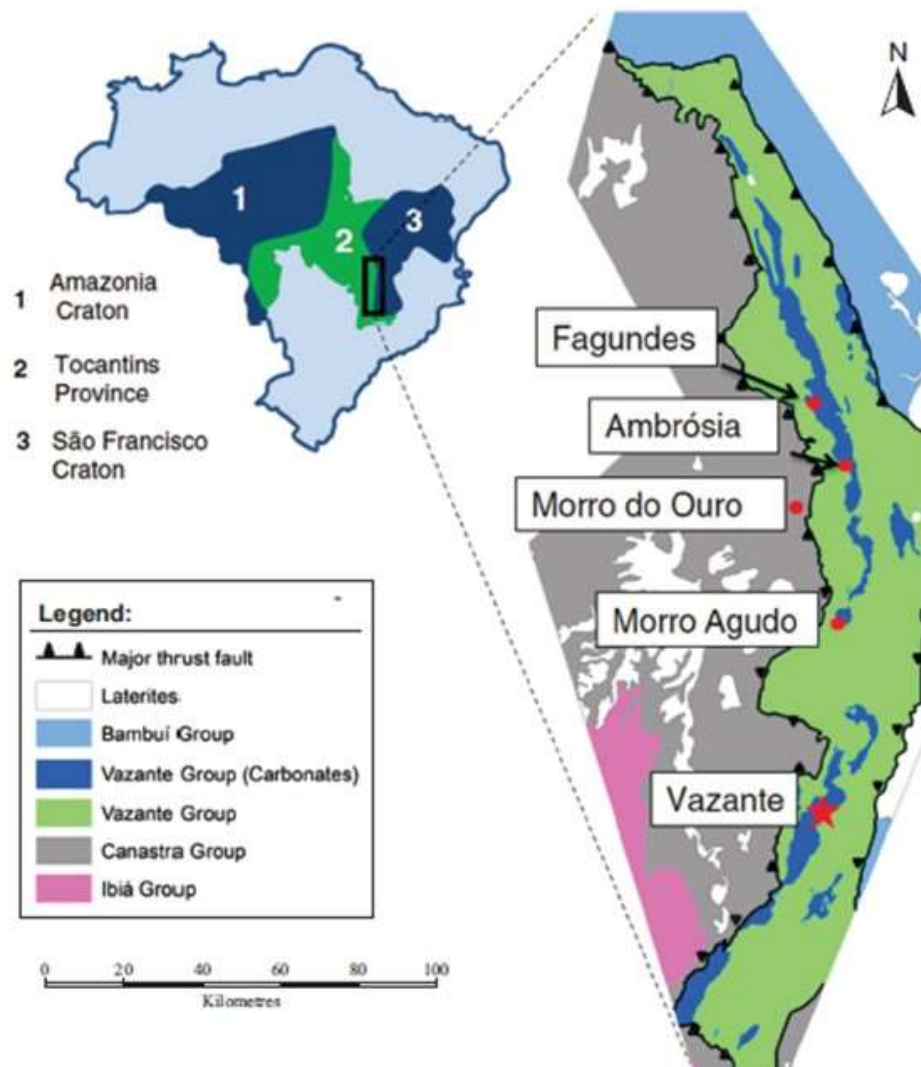 N
1
2
3
1 Amazonia
Craton
2 Tocantins
Province
3 São Francisco
Craton
Fagundes
Ambrósia
Morro do Ouro
Morro Agudo
Vazante
Legend:
Major thrust fault
Laterites
Bambuí Group
Vazante Group (Carbonates)
Vazante Group
Canastra Group
Ibiá Group
0 20 40 60 80 100
Kilometres